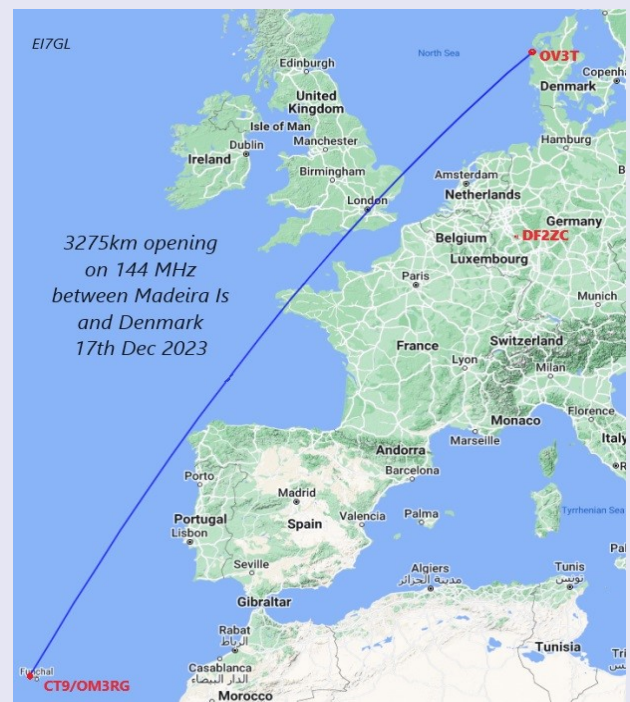 EI7GL
North Sea
OV3T
Edinburgh
Denmark
United
Kingdom
Isle of Man
Hamburg
Dublin
Manchester
Ireland
Birmingham
Amsterdam
Netherlands
London
Germany
DF2ZC
Belgium
Luxembourg
3275km opening
on 144 MHz
between Madeira Is
and Denmark
17th Dec 2023
Paris
Munich
France
Switzerland
Lyon
Milan
Monaco
Florence
Marseille
Italy
Andorra
Barcelona
Porto
Madrid
Portugal
Spain
Valencia
Palma
Tyrrhenian Sea
Lisbon
Seville
Algiers
مدينة الجزائر
Tunis
تونس
Gibraltar
Rabat
الرباط
Tunisia
Casablanca
الدار البيضاء
Funchal
CT9/OM3RG
Morocco